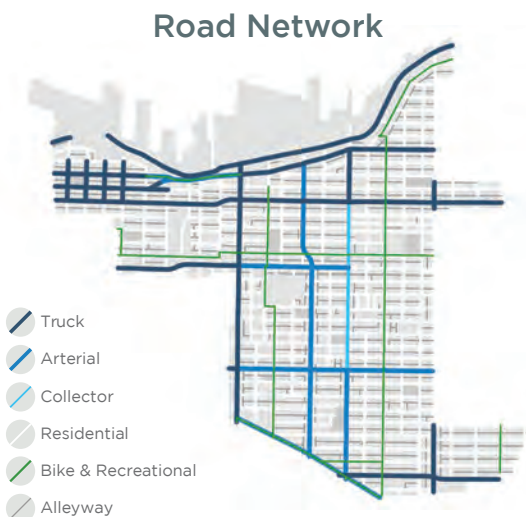 Road Network
Truck
Arterial
Collector
Residential
Bike & Recreational
Alleyway
H